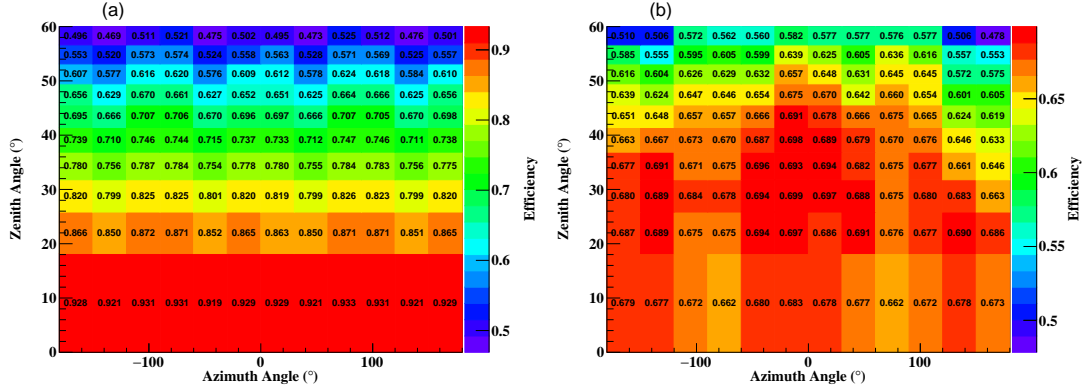 (a)
60
0.496 0.469 0.511 0.521 0.475 0.502 0.495 0.473 0.525 0.512 0.476 0.501
0.553 0.520 0.573 0.574 0.524 0.558 0.563 0.528 0.571 0.569 0.525 0.557
0.607 0.577 0.616 0.620 0.576 0.609 0.612 0.578 0.624 0.618 0.584 0.610
50
0.656 0.629 0.670 0.661 0.627 0.652 0.651 0.625 0.664 0.666 0.625 0.656
0.695 0.666 0.707 0.706 0.670 0.696 0.697 0.666 0.707 0.705 0.670 0.698
40
0.739 0.710 0.746 0.744 0.715 0.737 0.733 0.712 0.747 0.746 0.711 0.738
0.780 0.756 0.787 0.784 0.754 0.778 0.780 0.755 0.784 0.783 0.756 0.775
30
0.820 0.799 0.825 0.825 0.801 0.820 0.819 0.799 0.826 0.823 0.799 0.820
0.866 0.850 0.872 0.871 0.852 0.865 0.863 0.850 0.871 0.871 0.851 0.865
20
10
0.928 0.921 0.931 0.931 0.919 0.929 0.929 0.921 0.933 0.931 0.921 0.929
0
−100 0 100
Azimuth Angle (°)
Zenith Angle (°)
0.9
0.8
0.7
0.6
0.5
Efficiency
(b)
60
0.510 0.506 0.572 0.562 0.560 0.582 0.577 0.577 0.576 0.577 0.506 0.478
0.585 0.555 0.595 0.605 0.599 0.639 0.625 0.605 0.636 0.616 0.557 0.553
0.616 0.604 0.626 0.629 0.632 0.657 0.648 0.631 0.645 0.645 0.572 0.575
50
0.639 0.624 0.647 0.646 0.654 0.675 0.670 0.642 0.660 0.654 0.601 0.605
0.651 0.648 0.657 0.657 0.666 0.691 0.678 0.666 0.675 0.665 0.624 0.619
40
0.663 0.667 0.673 0.670 0.687 0.698 0.689 0.679 0.670 0.676 0.646 0.633
0.677 0.691 0.671 0.675 0.696 0.693 0.694 0.682 0.675 0.677 0.661 0.646
30
0.680 0.689 0.684 0.678 0.694 0.699 0.697 0.688 0.675 0.680 0.683 0.663
0.687 0.689 0.675 0.675 0.694 0.697 0.686 0.691 0.676 0.677 0.690 0.686
20
10
0.679 0.677 0.672 0.662 0.680 0.683 0.678 0.677 0.662 0.672 0.678 0.673
0
−100 0 100
Azimuth Angle (°)
Zenith Angle (°)
0.65
0.6
0.55
0.5
Efficiency